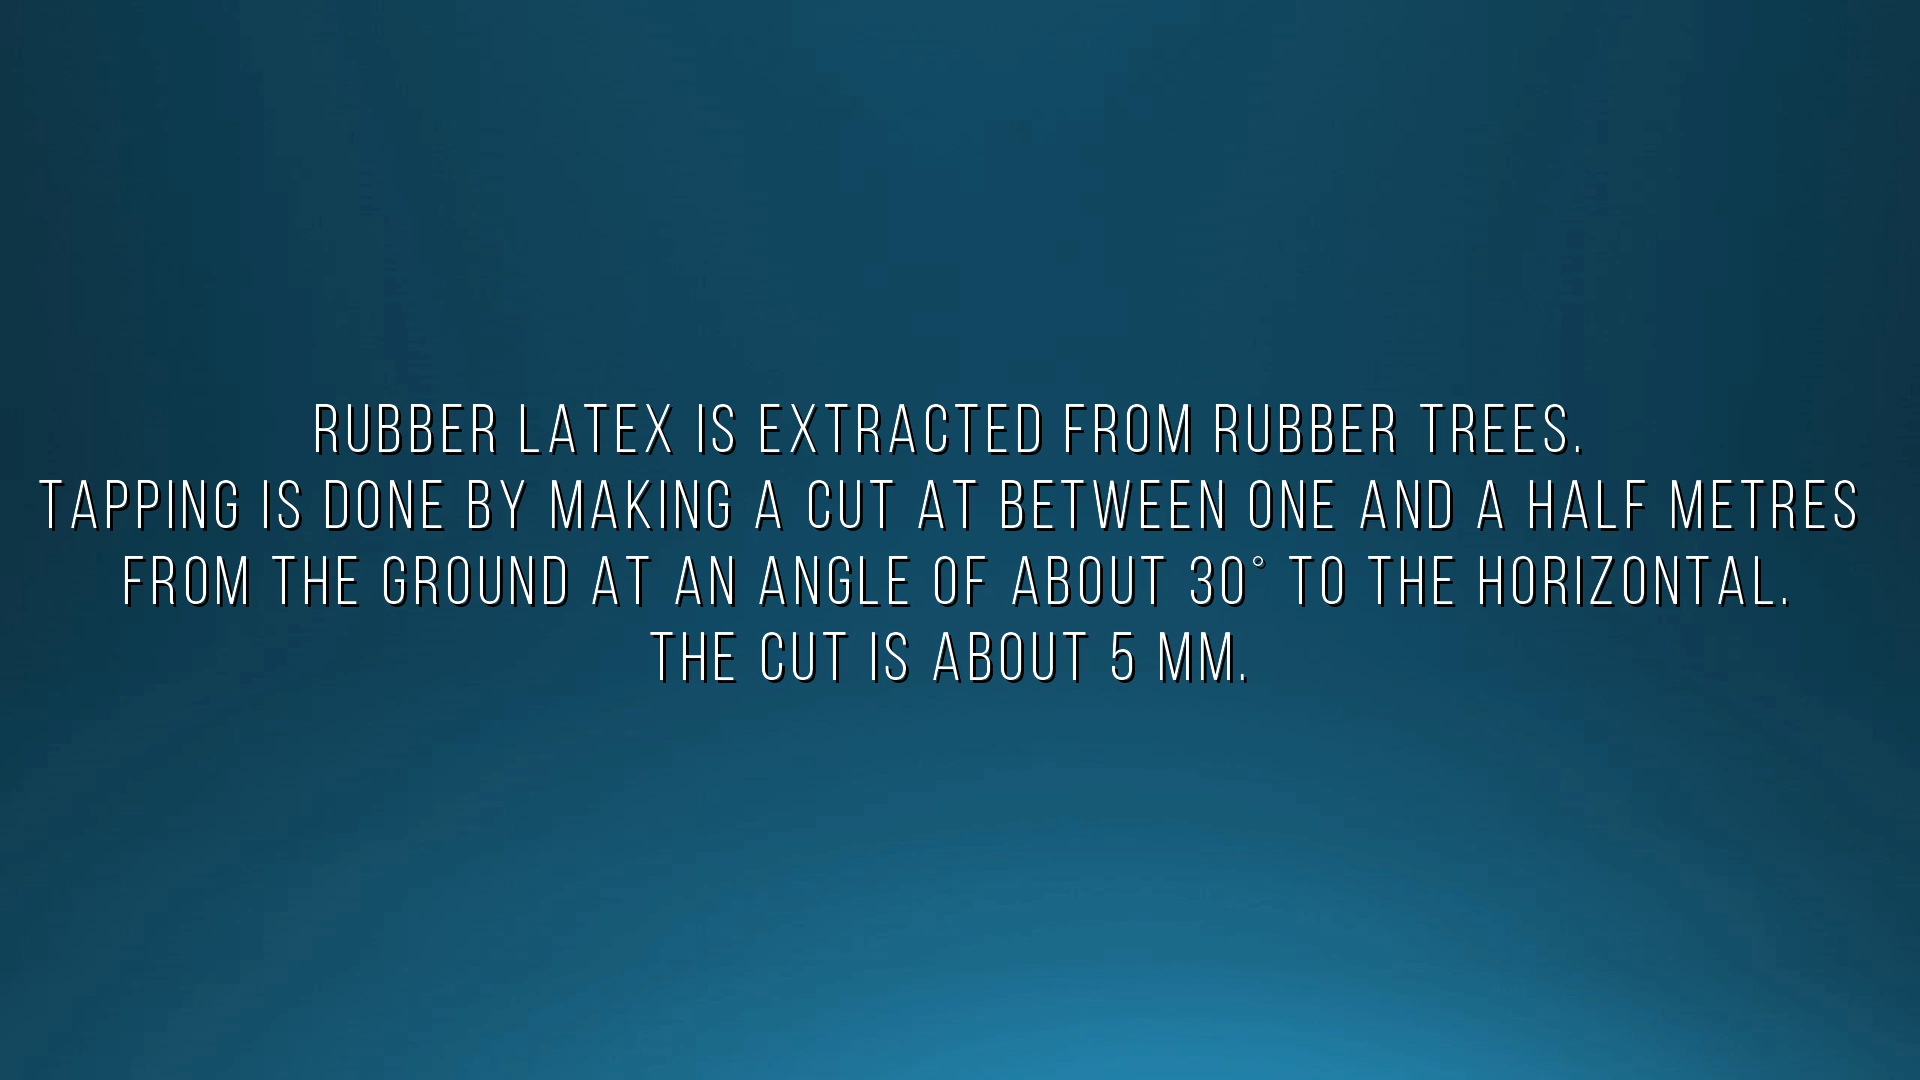 RUBBER LATEX IS EXTRACTED FROM RUBBER TREES.
TAPPING IS DONE BY MAKING A CUT AT BETWEEN ONE AND A HALF METRES
FROM THE GROUND AT AN ANGLE OF ABOUT 30° TO THE HORIZONTAL.
THE CUT IS ABOUT 5 MM.